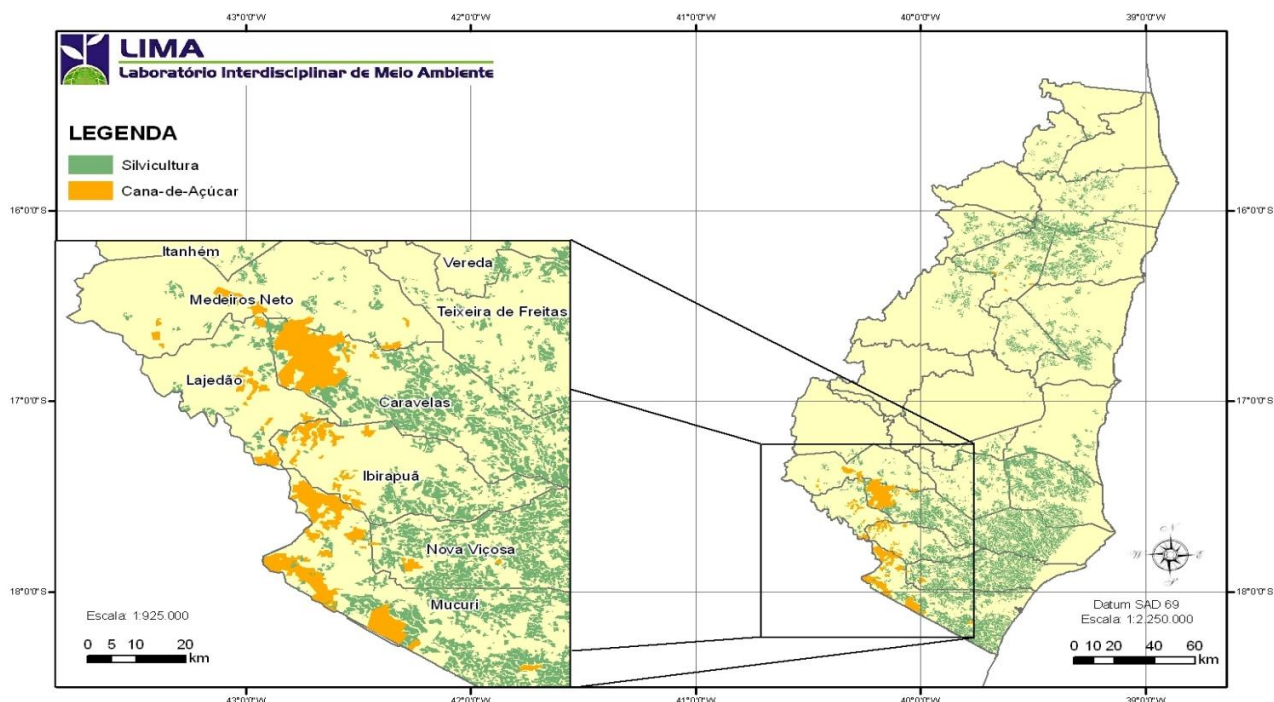 43°0'0"W 42°0'0"W 41°0'0"W 40°0'0"W 39°0'0"W
LIMA
Laboratório Interdisciplinar de Meio Ambiente
LEGENDA
Silvicultura
Cana-de-Açúcar
16°0'0"S 16°0'0"S
Itanhém
Vereda
Medeiros Neto
Teixeira de Freitas
Lajedão
17°0'0"S 17°0'0"S
Caravelas
Ibirapuã
Nova Viçosa
N
W E
S
18°0'0"S 18°0'0"S
Mucuri
Escala: 1:925.000
0 5 10 20
km
Datum SAD 69
Escala: 1:2.250.000
0 10 20 40 60
km
43°0'0"W 42°0'0"W 41°0'0"W 40°0'0"W 39°0'0"W